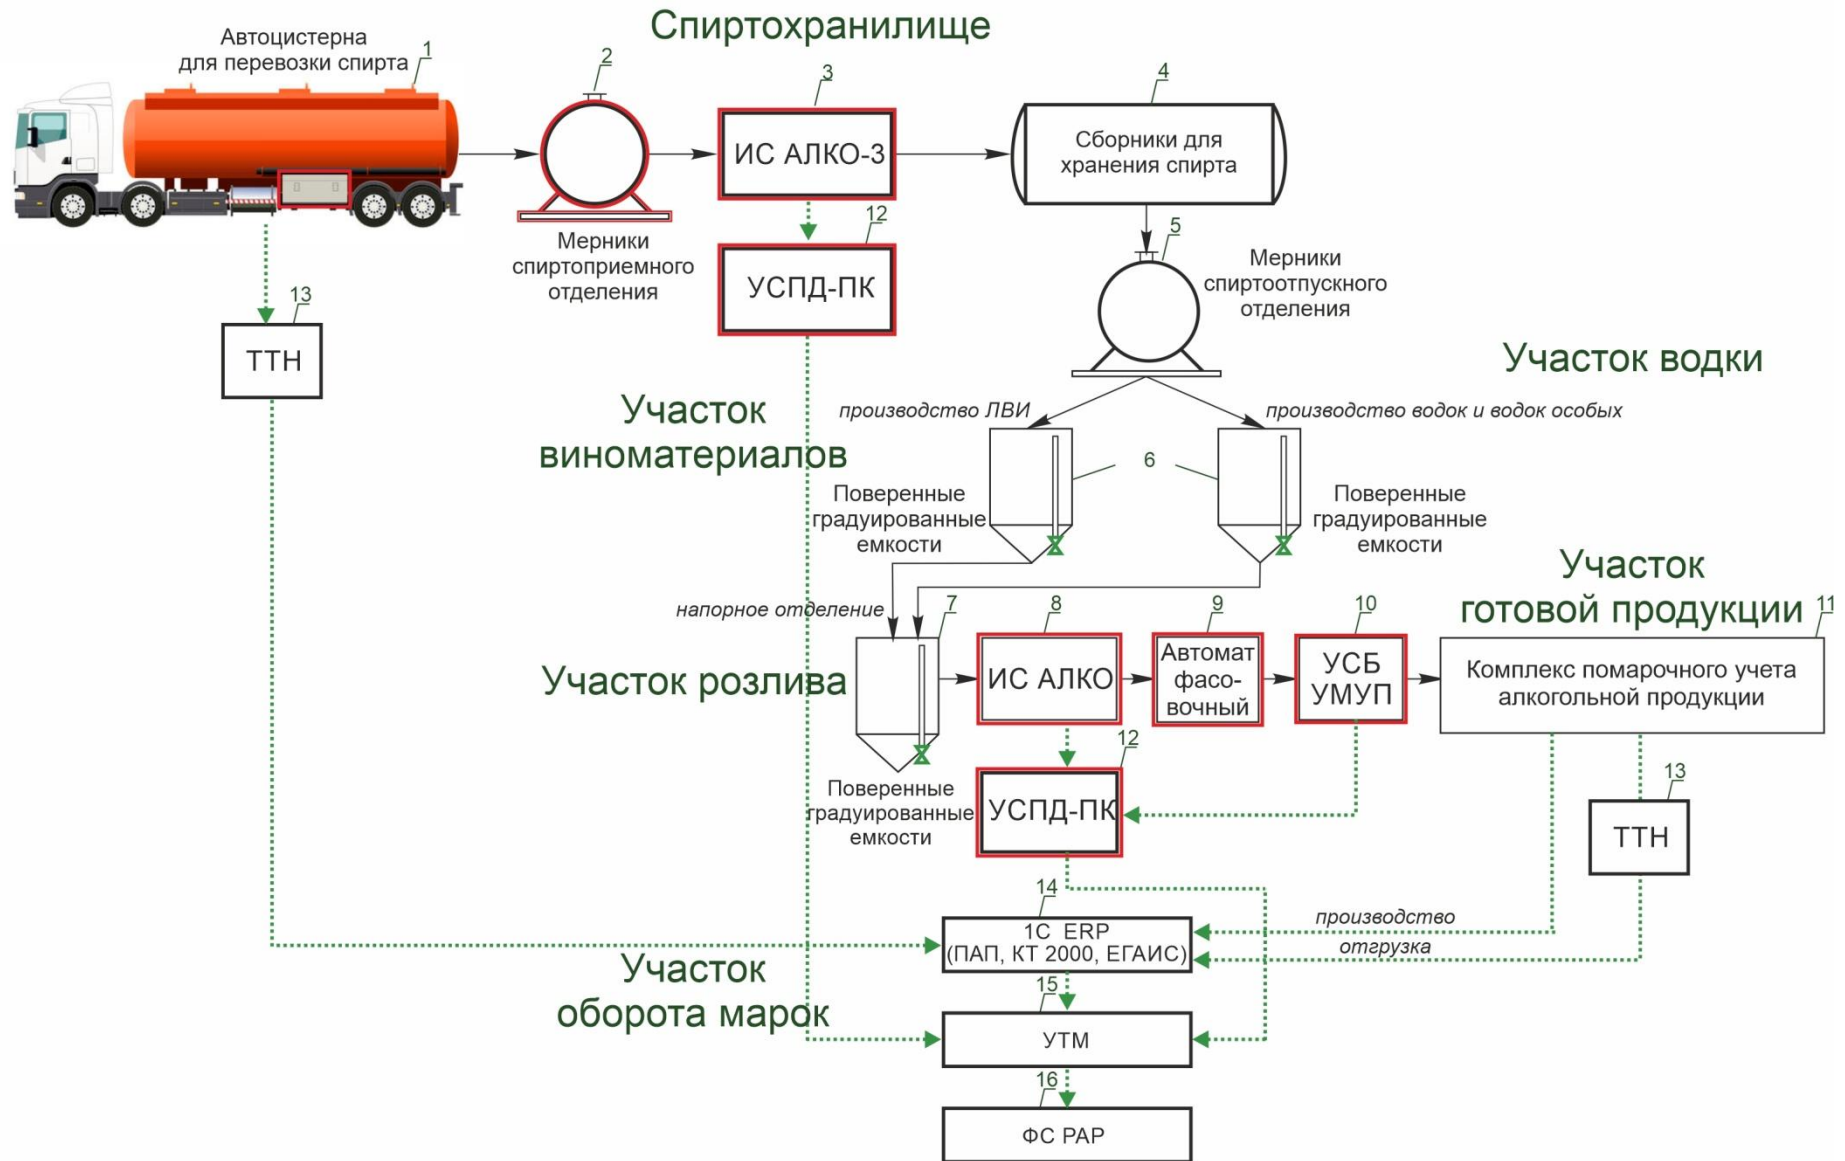 Спиртохранилище
Автоцистерна
для перевозки спирта
1
2
3
4
ИС АЛКО-3
Сборники для
хранения спирта
12
5
Мерники
спиртоприемного
отделения
УСПД-ПК
Мерники
спиртоотпускного
отделения
13
ТТН
Участок водки
Участок
виноматериалов
производство ЛВИ
производство водок и водок особых
6
Поверенные
градуированные
емкости
Поверенные
градуированные
емкости
Участок
готовой продукции
напорное отделение
7
8
9
10
11
Участок розлива
ИС АЛКО
Автомат
фасо-
вочный
УСБ
УМУП
Комплекс помарочного учета
алкогольной продукции
12
Поверенные
градуированные
емкости
УСПД-ПК
13
ТТН
14
1С ERP
(ПАП, КТ 2000, ЕГАИС)
производство
отгрузка
Участок
оборота марок
15
УТМ
16
ФС РАР